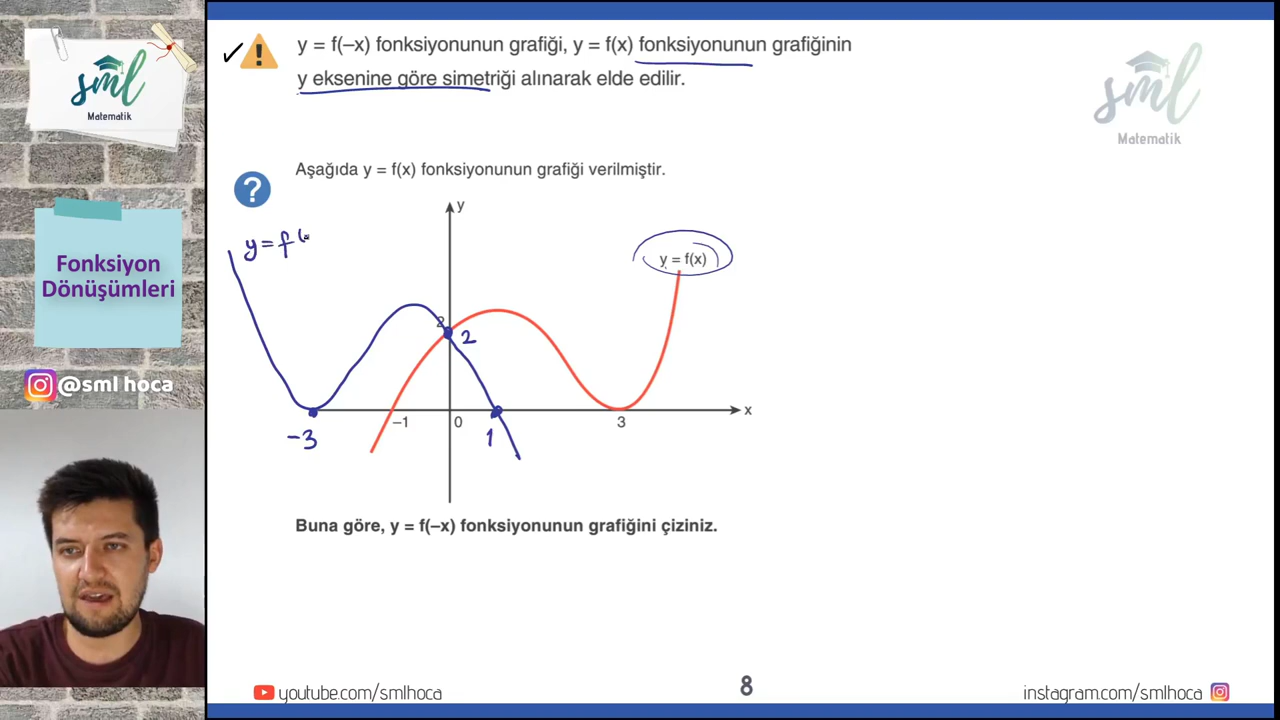 sml
Matematik
Fonksiyon
Dönüşümleri
@sml hoca
y = f(–x) fonksiyonunun grafiği, y = f(x) fonksiyonunun grafiğinin
y eksenine göre simetriği alınarak elde edilir.
sml
Matematik
Aşağıda y = f(x) fonksiyonunun grafiği verilmiştir.
y
y = f(
y = f(x)
2
2
–1
0
3
x
-3
1
Buna göre, y = f(–x) fonksiyonunun grafiğini çiziniz.
youtube.com/smlhoca
8
instagram.com/smlhoca